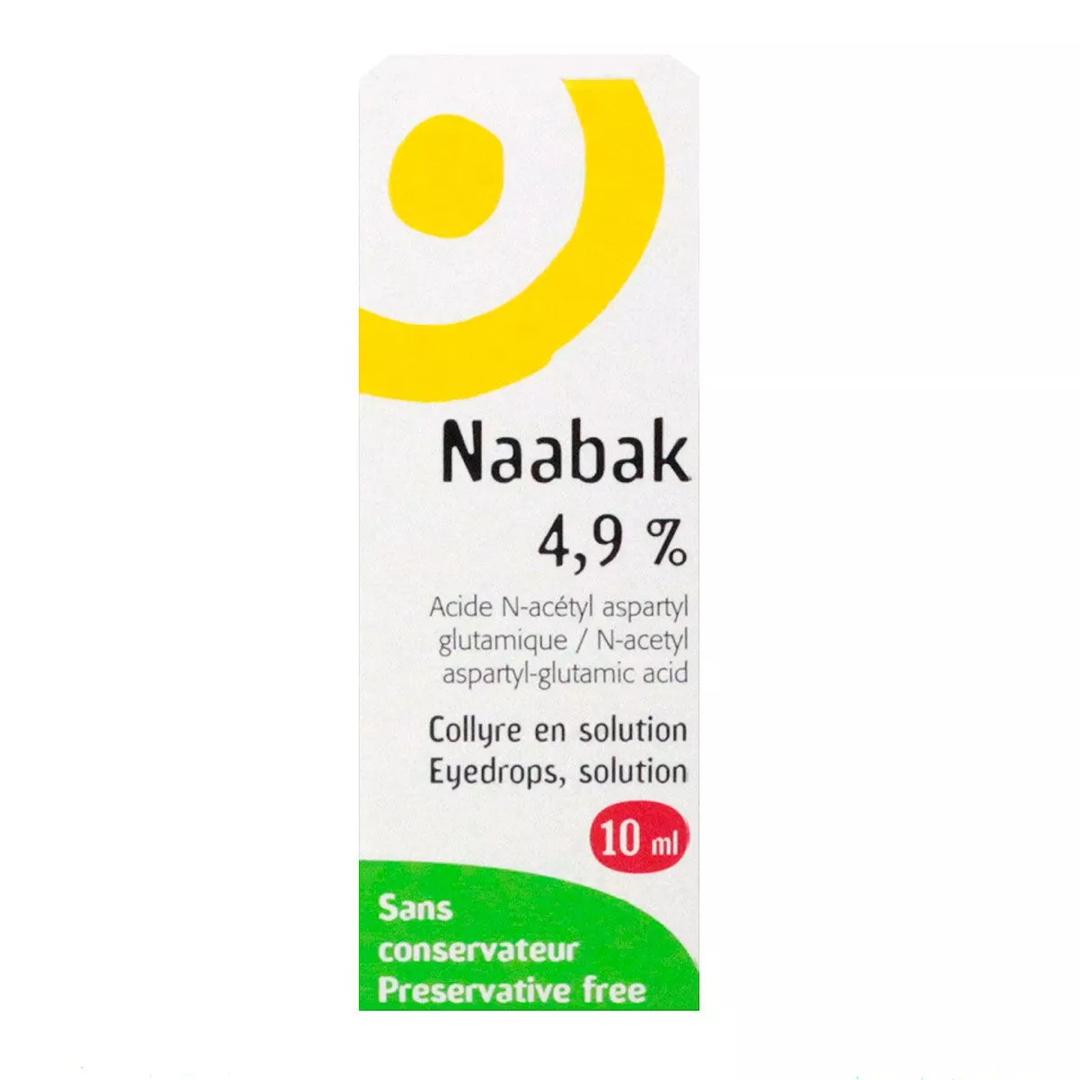 Naabak
4,9 %
Acide N-acétyl aspartyl
glutamique / N-acetyl
aspartyl-glutamic acid
Collyre en solution
Eyedrops, solution
10 ml
Sans
conservateur
Preservative free